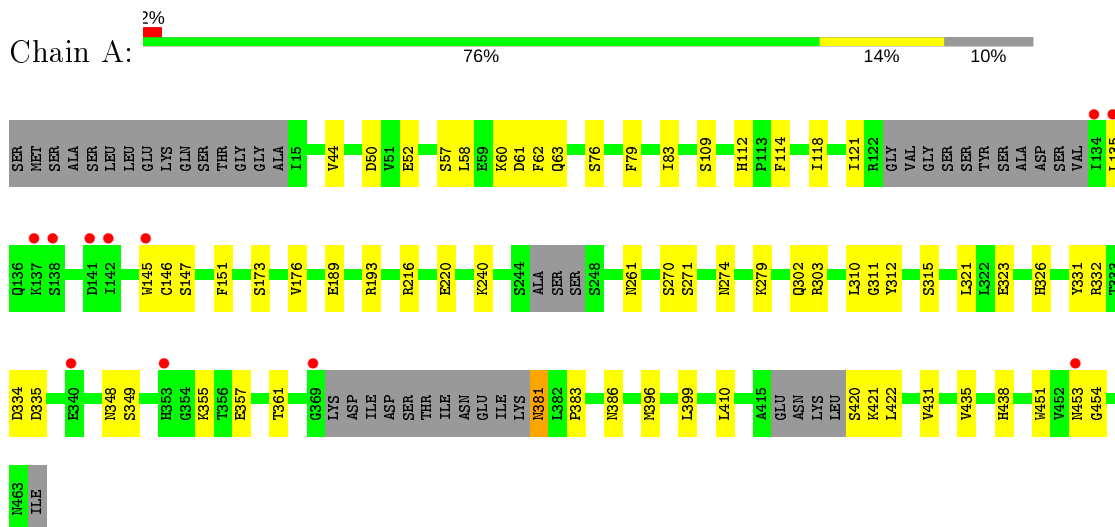 2%
Chain A:
76% 14% 10%
SER MET SER ALA SER LEU LEU GLU LYS GLN SER THR GLY GLY ALA I15 V44 D50 V51 E52 S57 L58 E59 K60 D61 F62 Q63 S76 F79 I83 S109 H112 P113 F114 I118 I121 R122 GLY VAL GLY SER SER TYR SER ALA ASP SER VAL I134 L135
Q136 K137 S138 D141 I142 W145 C146 S147 F151 S173 V176 E189 R193 R216 E220 K240 S244 ALA SER SER S248 N261 S270 S271 N274 K279 Q302 R303 L310 G311 Y312 S315 L321 L322 E323 H326 Y331 R332 T333
D334 D335 E340 N348 S349 H353 G354 K355 T356 E357 T361 G369 LYS ASP ILE ASP SER THR ILE ASN GLU ILE LYS N381 L382 P383 N386 M396 L399 L410 A415 GLU ASN LYS LEU S420 K421 L422 V431 V435 H438 W451 V452 N453 G454
N463 ILE